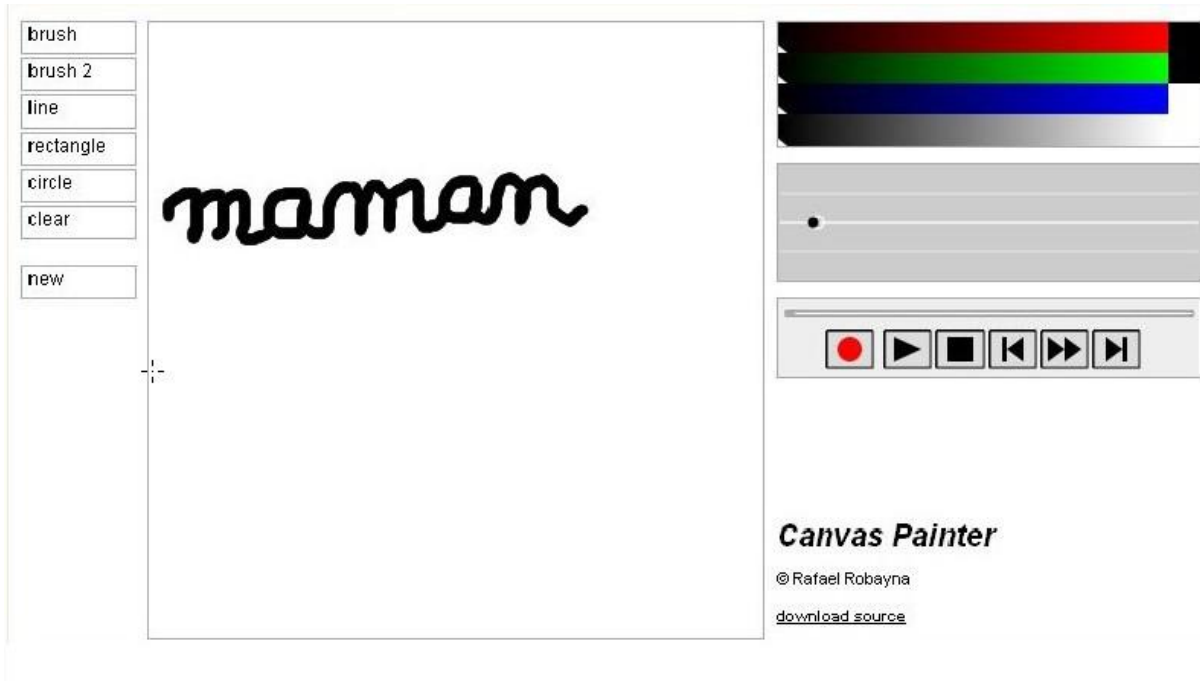 brush
brush 2
line
rectangle
circle
clear
new
maman
Canvas Painter
© Rafael Robayna
download source